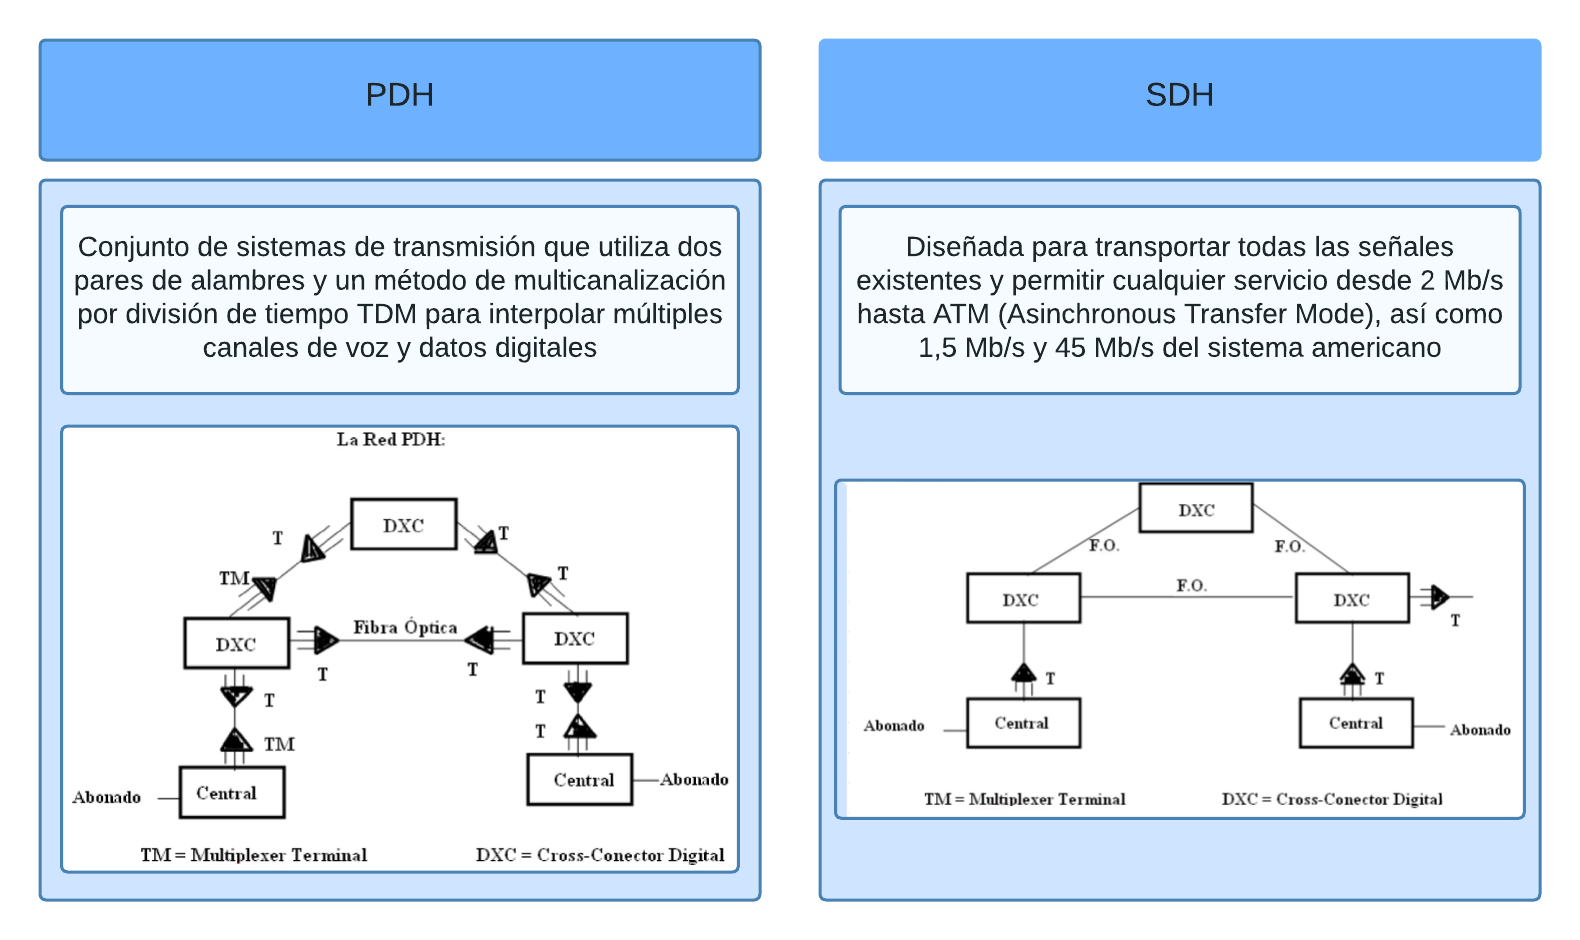 PDH
Conjunto de sistemas de transmisión que utiliza dos
pares de alambres y un método de multicanalización
por división de tiempo TDM para interpolar múltiples
canales de voz y datos digitales
La Red PDH:
DXC
T
T
TM
T
DXC
Fibra Óptica
DXC
T
T
T
T
T
TM
Central
Central
Abonado
Abonado
TM = Multiplexer Terminal
DXC = Cross-Conector Digital
SDH
Diseñada para transportar todas las señales
existentes y permitir cualquier servicio desde 2 Mb/s
hasta ATM (Asinchronous Transfer Mode), así como
1,5 Mb/s y 45 Mb/s del sistema americano
DXC
F.O.
F.O.
DXC
F.O.
DXC
T
T
T
Abonado
Central
Central
Abonado
TM = Multiplexer Terminal
DXC = Cross-Conector Digital